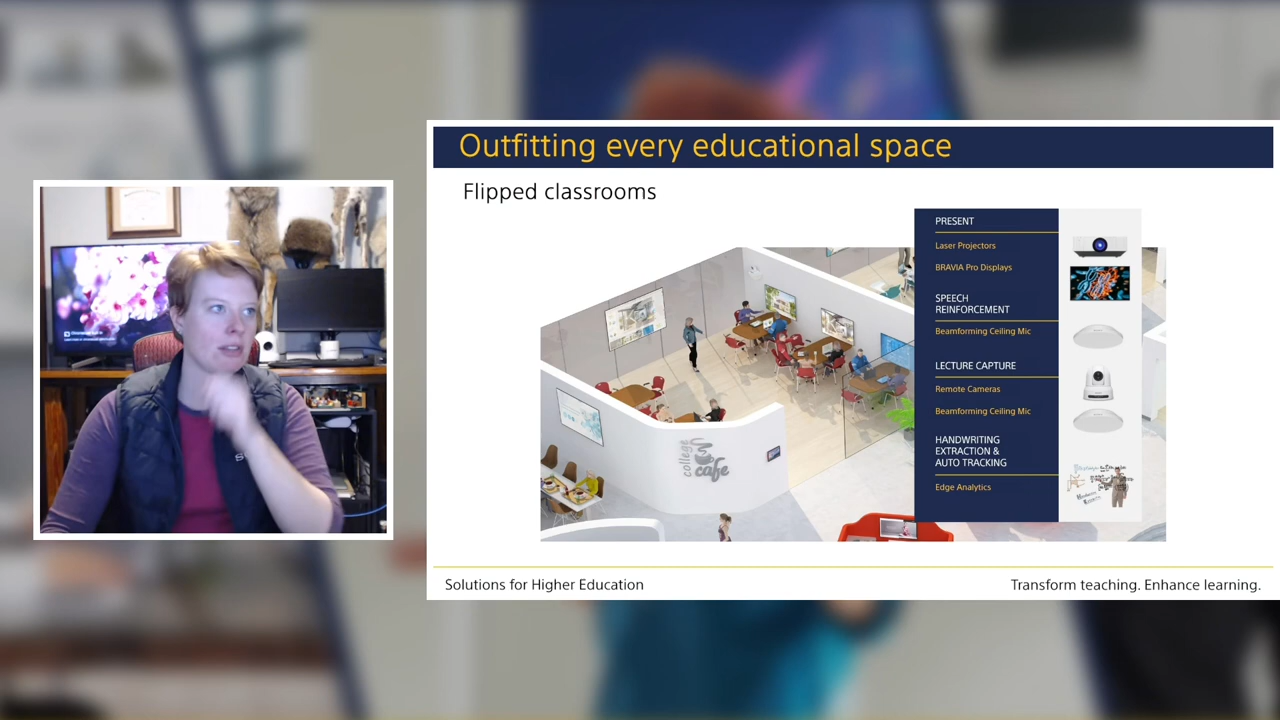 Outfitting every educational space
Flipped classrooms
PRESENT
Laser Projectors
BRAVIA Pro Displays
SPEECH
REINFORCEMENT
Beamforming Ceiling Mic
LECTURE CAPTURE
Remote Cameras
Beamforming Ceiling Mic
HANDWRITING
EXTRACTION &
AUTO TRACKING
Edge Analytics
college
cafe
Solutions for Higher Education
Transform teaching. Enhance learning.